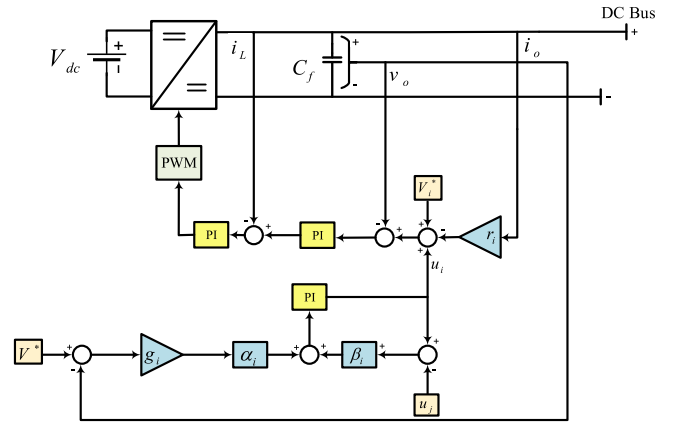 DC Bus
+
V_dc
+
-
i_L
C_f
+
-
v_o
i_o
-
PWM
V_i^*
PI
- +
PI
- +
+ -
+
r_i
u_i
PI
V^*
+
-
g_i
α_i
+ +
β_i
+
+
-
u_j